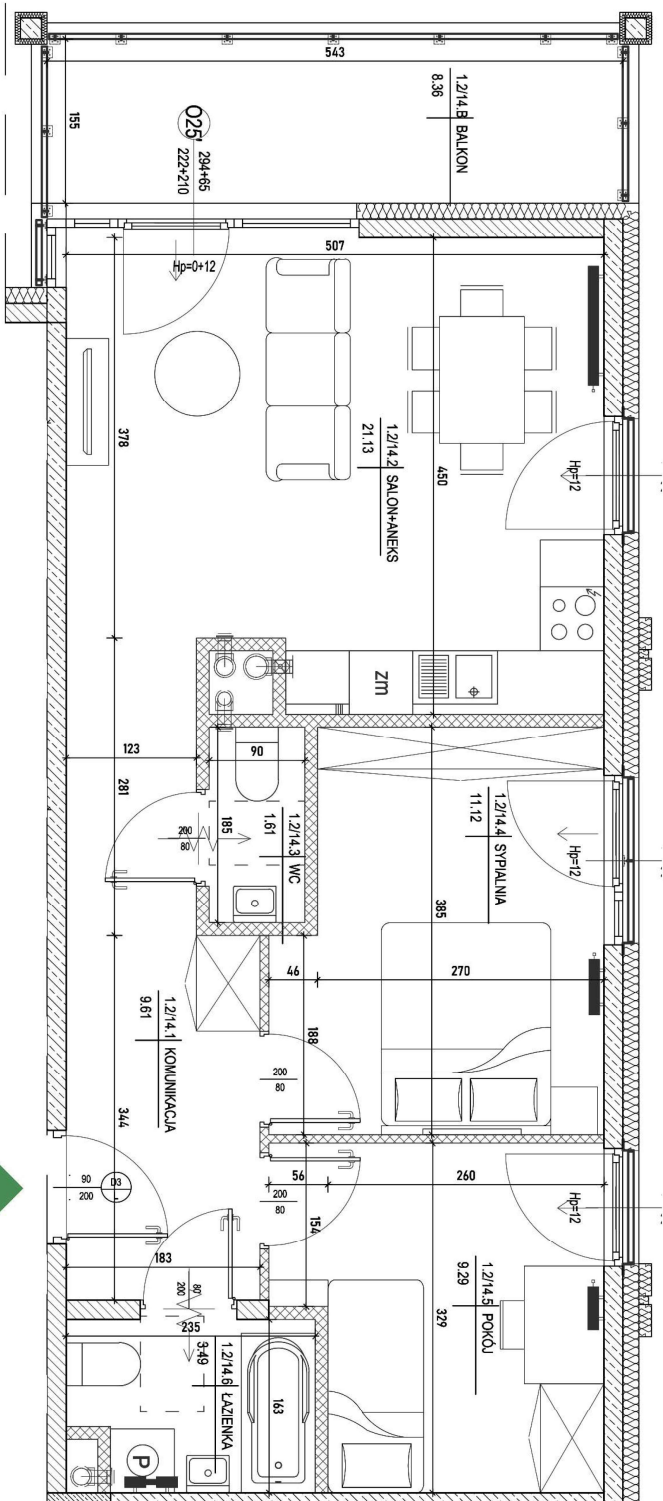 543
155
1.2/14.B BALKON
8.36
O25'
294+65
222+210
507
Hp=0+12
378
1.2/14.2 SALON+ANEKS
21.13
450
Hp=12
zm
123
281
90
185
200
80
1.2/14.3 WC
1.61
1.2/14.4 SYPIALNIA
11.12
Hp=12
385
46
270
188
1.2/14.1 KOMUNIKACJA
9.61
344
200
80
90
200
D3
56
260
200
80
154
Hp=12
183
1.2/14.5 POKÓJ
9.29
329
80
200
235
1.2/14.6 ŁAZIENKA
3.49
163
P